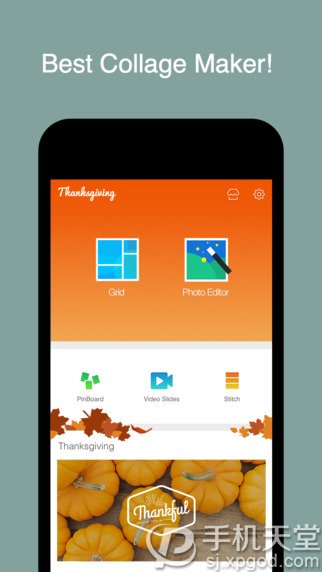 Best Collage Maker!
Thanksgiving
Grid
Photo Editor
PinBoard
Video Slides
Stitch
Thanksgiving
Thankful
手机天堂
sj.xpgod.com